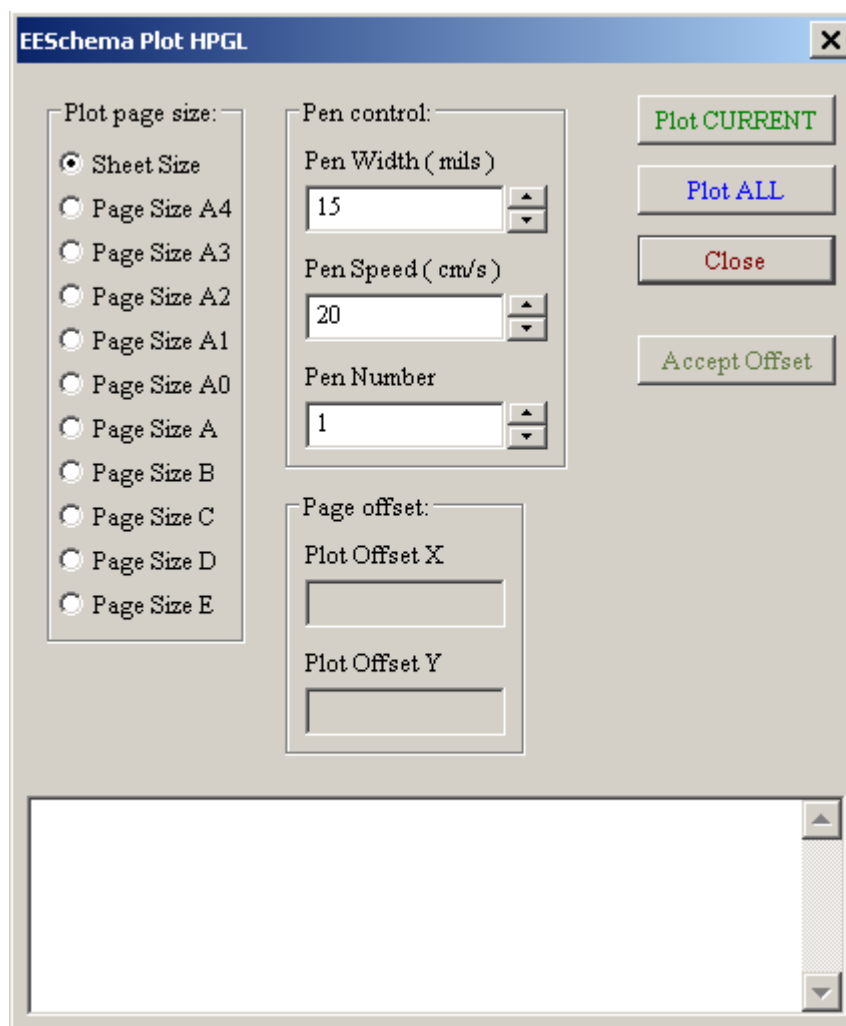 EESchema Plot HPGL
Plot page size:
Sheet Size
Page Size A4
Page Size A3
Page Size A2
Page Size A1
Page Size A0
Page Size A
Page Size B
Page Size C
Page Size D
Page Size E
Pen control:
Pen Width ( mils )
15
Pen Speed ( cm/s )
20
Pen Number
1
Page offset:
Plot Offset X
Plot Offset Y
Plot CURRENT
Plot ALL
Close
Accept Offset